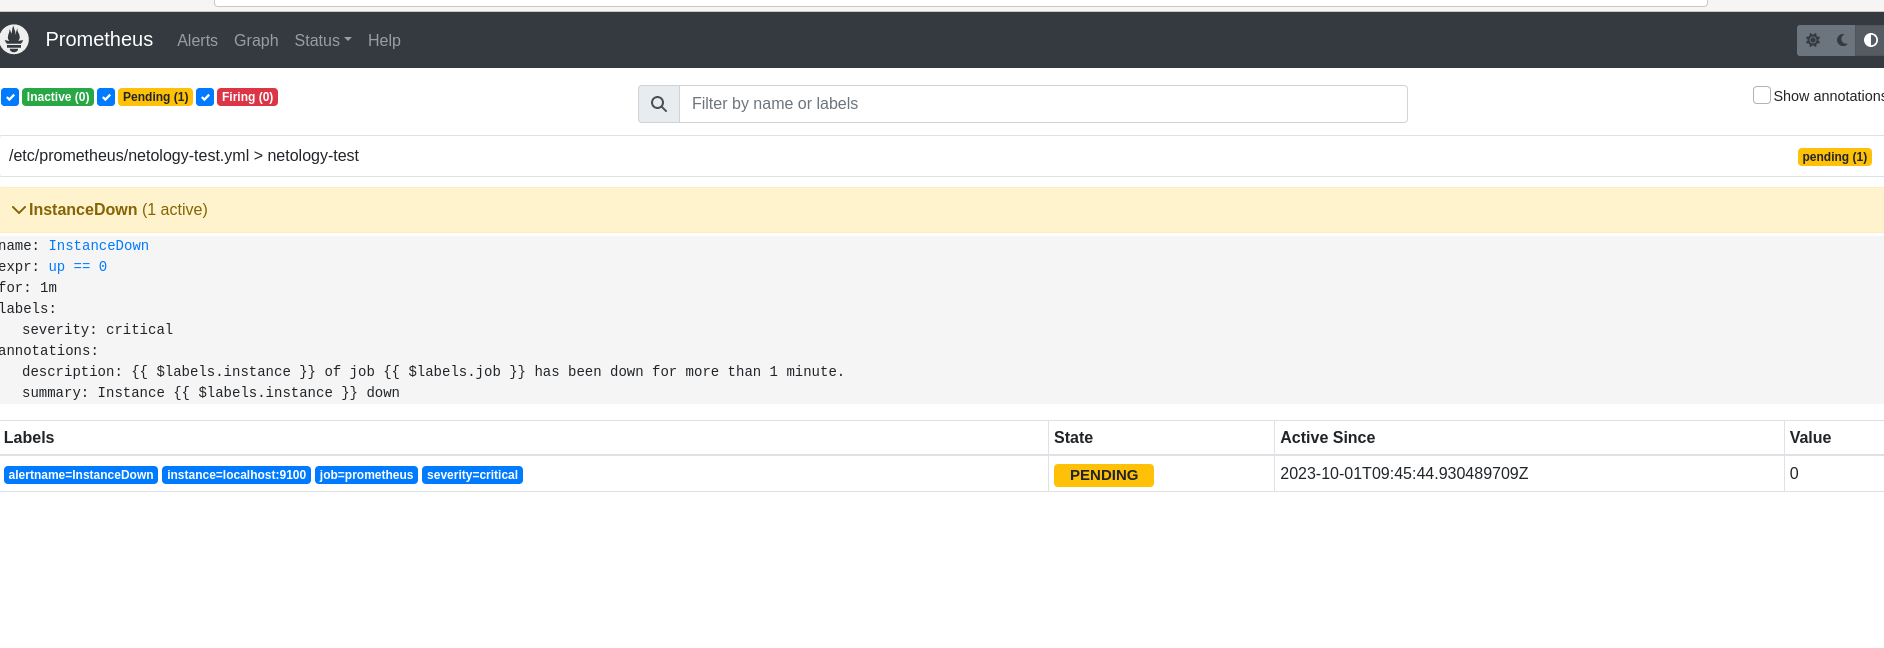 Prometheus Alerts Graph Status Help
Inactive (0) Pending (1) Firing (0) Filter by name or labels Show annotations
/etc/prometheus/netology-test.yml > netology-test pending (1)
InstanceDown (1 active)
name: InstanceDown
expr: up == 0
for: 1m
labels:
severity: critical
annotations:
description: {{ $labels.instance }} of job {{ $labels.job }} has been down for more than 1 minute.
summary: Instance {{ $labels.instance }} down
Labels State Active Since Value
alertname=InstanceDown instance=localhost:9100 job=prometheus severity=critical PENDING 2023-10-01T09:45:44.930489709Z 0